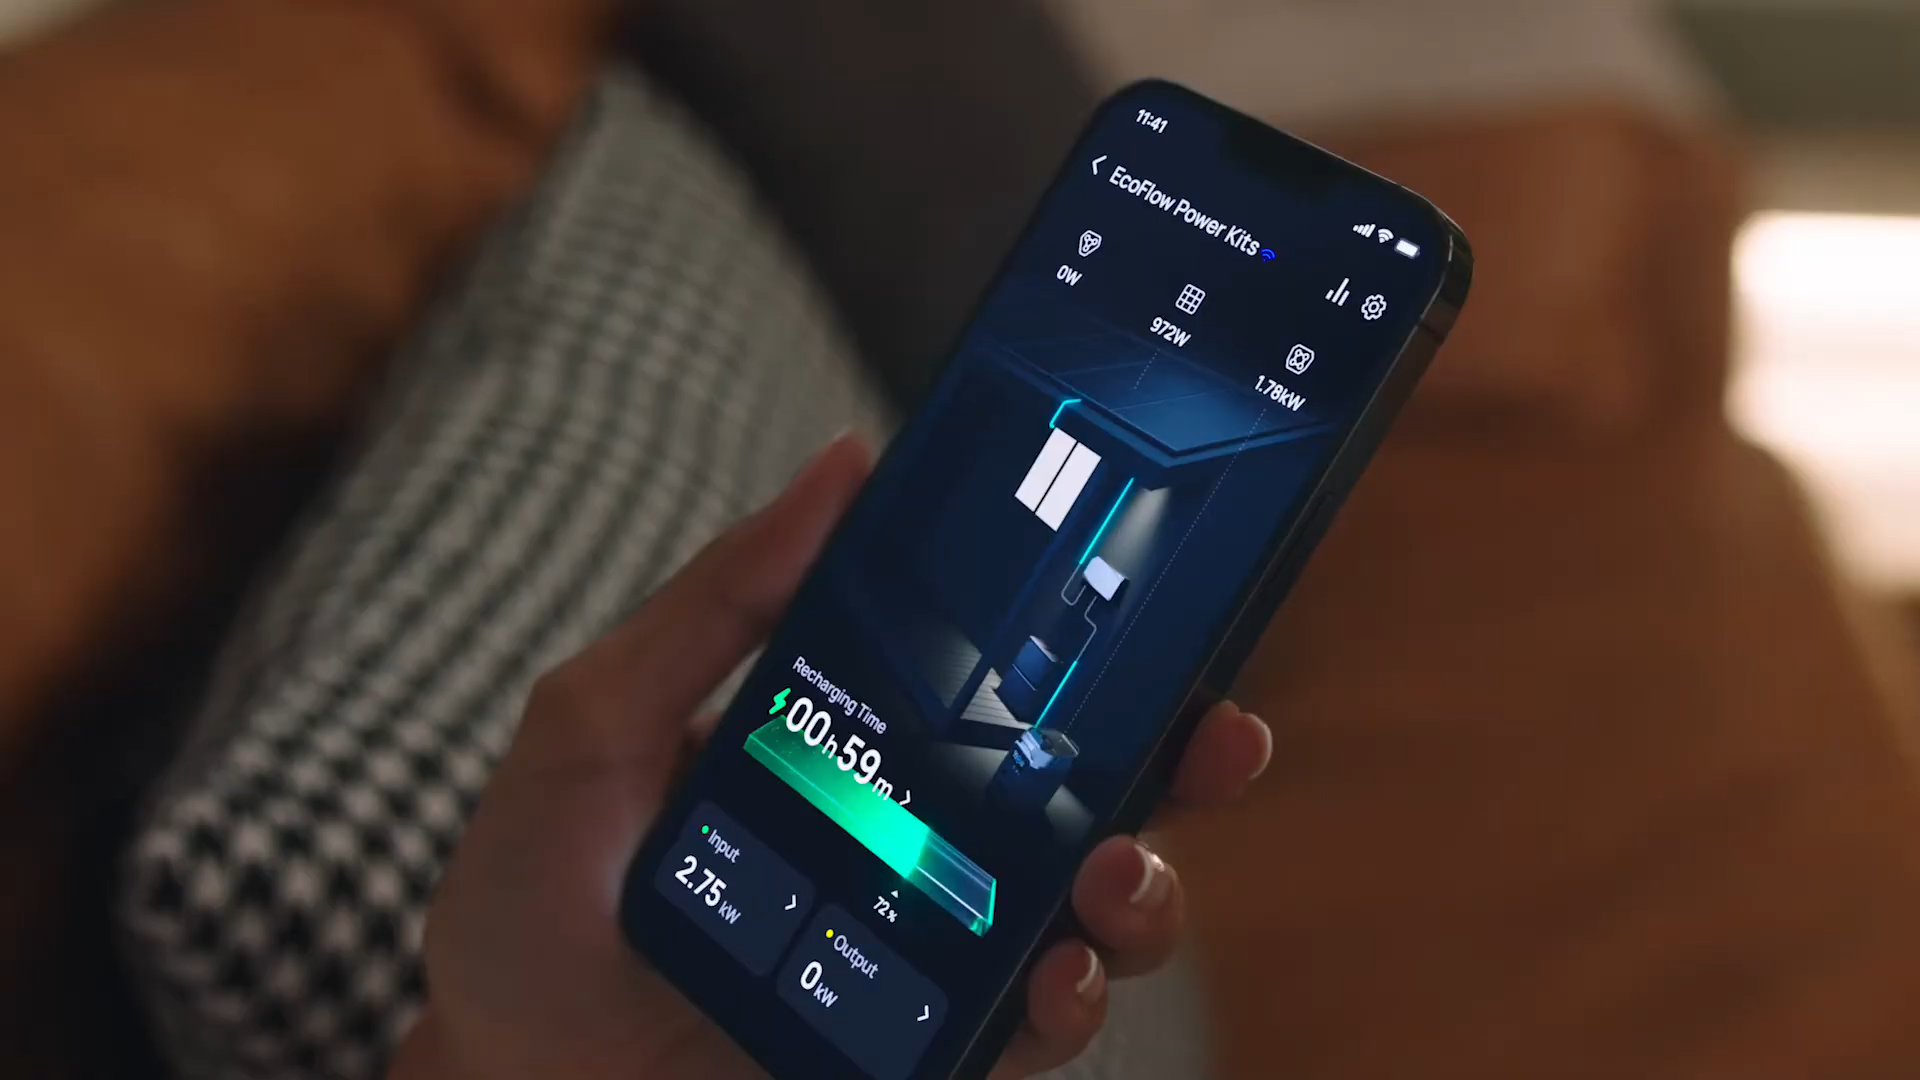 11:41
EcoFlow Power Kits
0W
972W
1.78kW
Recharging Time
00h59m
72%
Input
2.75kW
Output
0kW